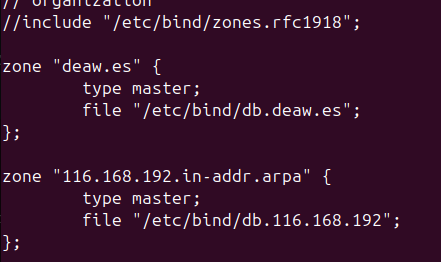 // organization
//include "/etc/bind/zones.rfc1918";
zone "deaw.es" {
type master;
file "/etc/bind/db.deaw.es";
};
zone "116.168.192.in-addr.arpa" {
type master;
file "/etc/bind/db.116.168.192";
};